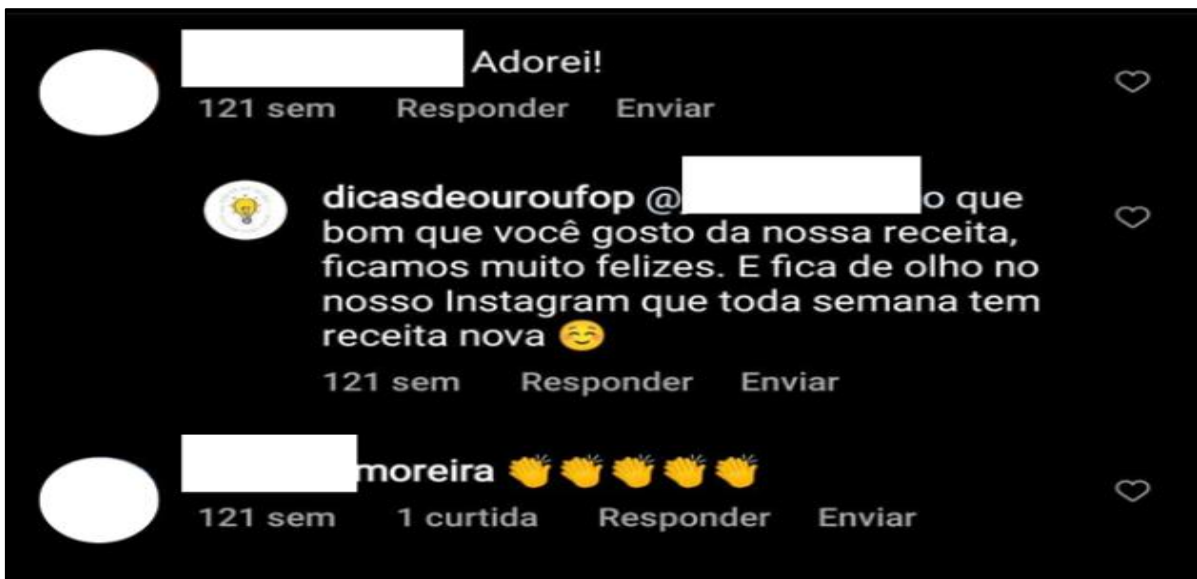 Adorei!
121 sem Responder Enviar
dicasdeouroufop @ o que
bom que você gosto da nossa receita,
ficamos muito felizes. E fica de olho no
nosso Instagram que toda semana tem
receita nova ☺️
121 sem Responder Enviar
moreira 👏👏👏👏👏
121 sem 1 curtida Responder Enviar